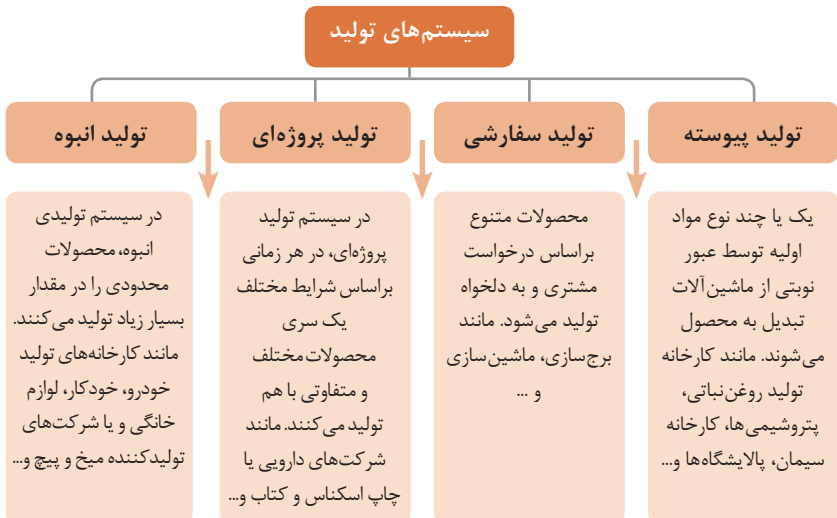 سیستم‌های تولید
تولید پیوسته
یک یا چند نوع مواد
اولیه توسط عبور
نوبتی از ماشین‌آلات
تبدیل به محصول
می‌شوند. مانند کارخانه
تولید روغن‌نباتی،
پتروشیمی‌ها، کارخانه
سیمان، پالایشگاه‌ها و...
تولید سفارشی
محصولات متنوع
براساس درخواست
مشتری و به دلخواه
تولید می‌شود. مانند
برج‌سازی، ماشین‌سازی
و ...
تولید پروژه‌ای
در سیستم تولید
پروژه‌ای، در هر زمانی
براساس شرایط مختلف
یک سری
محصولات مختلف
و متفاوتی با هم
تولید می‌کنند. مانند
شرکت‌های دارویی یا
چاپ اسکناس و کتاب و...
تولید انبوه
در سیستم تولیدی
انبوه، محصولات
محدودی را در مقدار
بسیار زیاد تولید می‌کنند.
مانند کارخانه‌های تولید
خودرو، خودکار، لوازم
خانگی و یا شرکت‌های
تولیدکننده میخ و پیچ و...